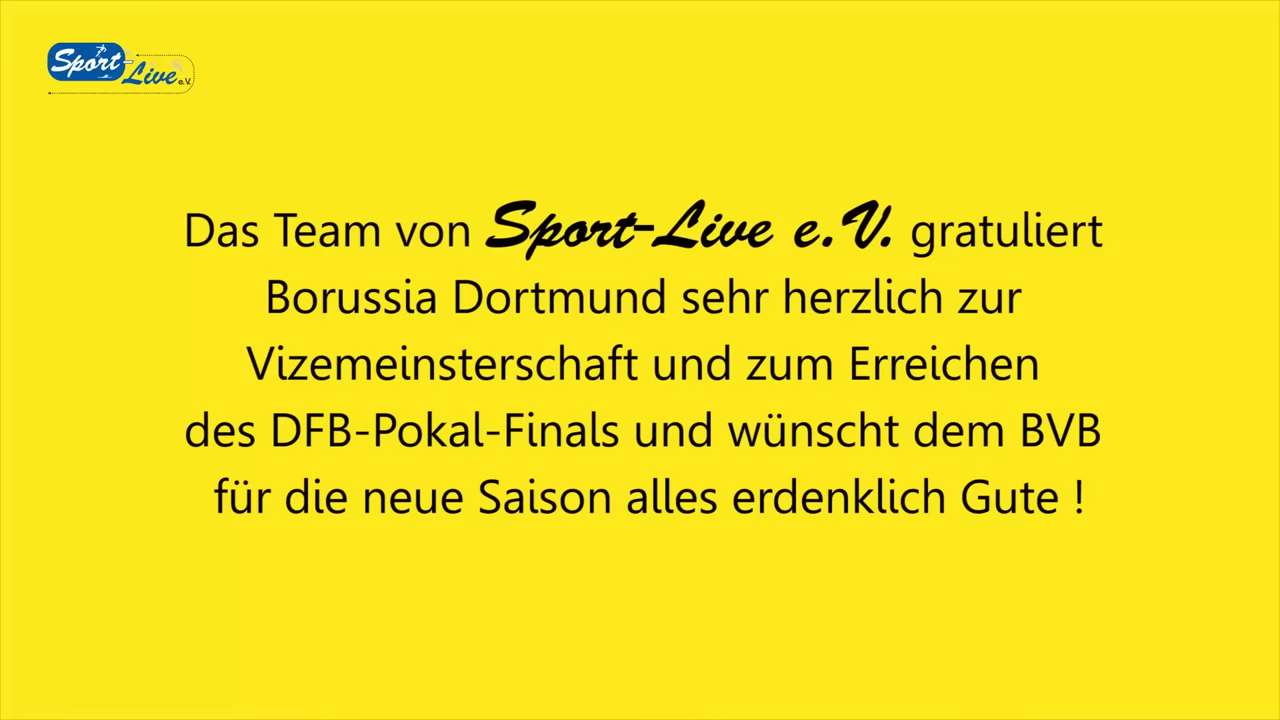 Sport-Live e.V.
Das Team von Sport-Live e.V. gratuliert
Borussia Dortmund sehr herzlich zur
Vizemeinsterschaft und zum Erreichen
des DFB-Pokal-Finals und wünscht dem BVB
für die neue Saison alles erdenklich Gute !